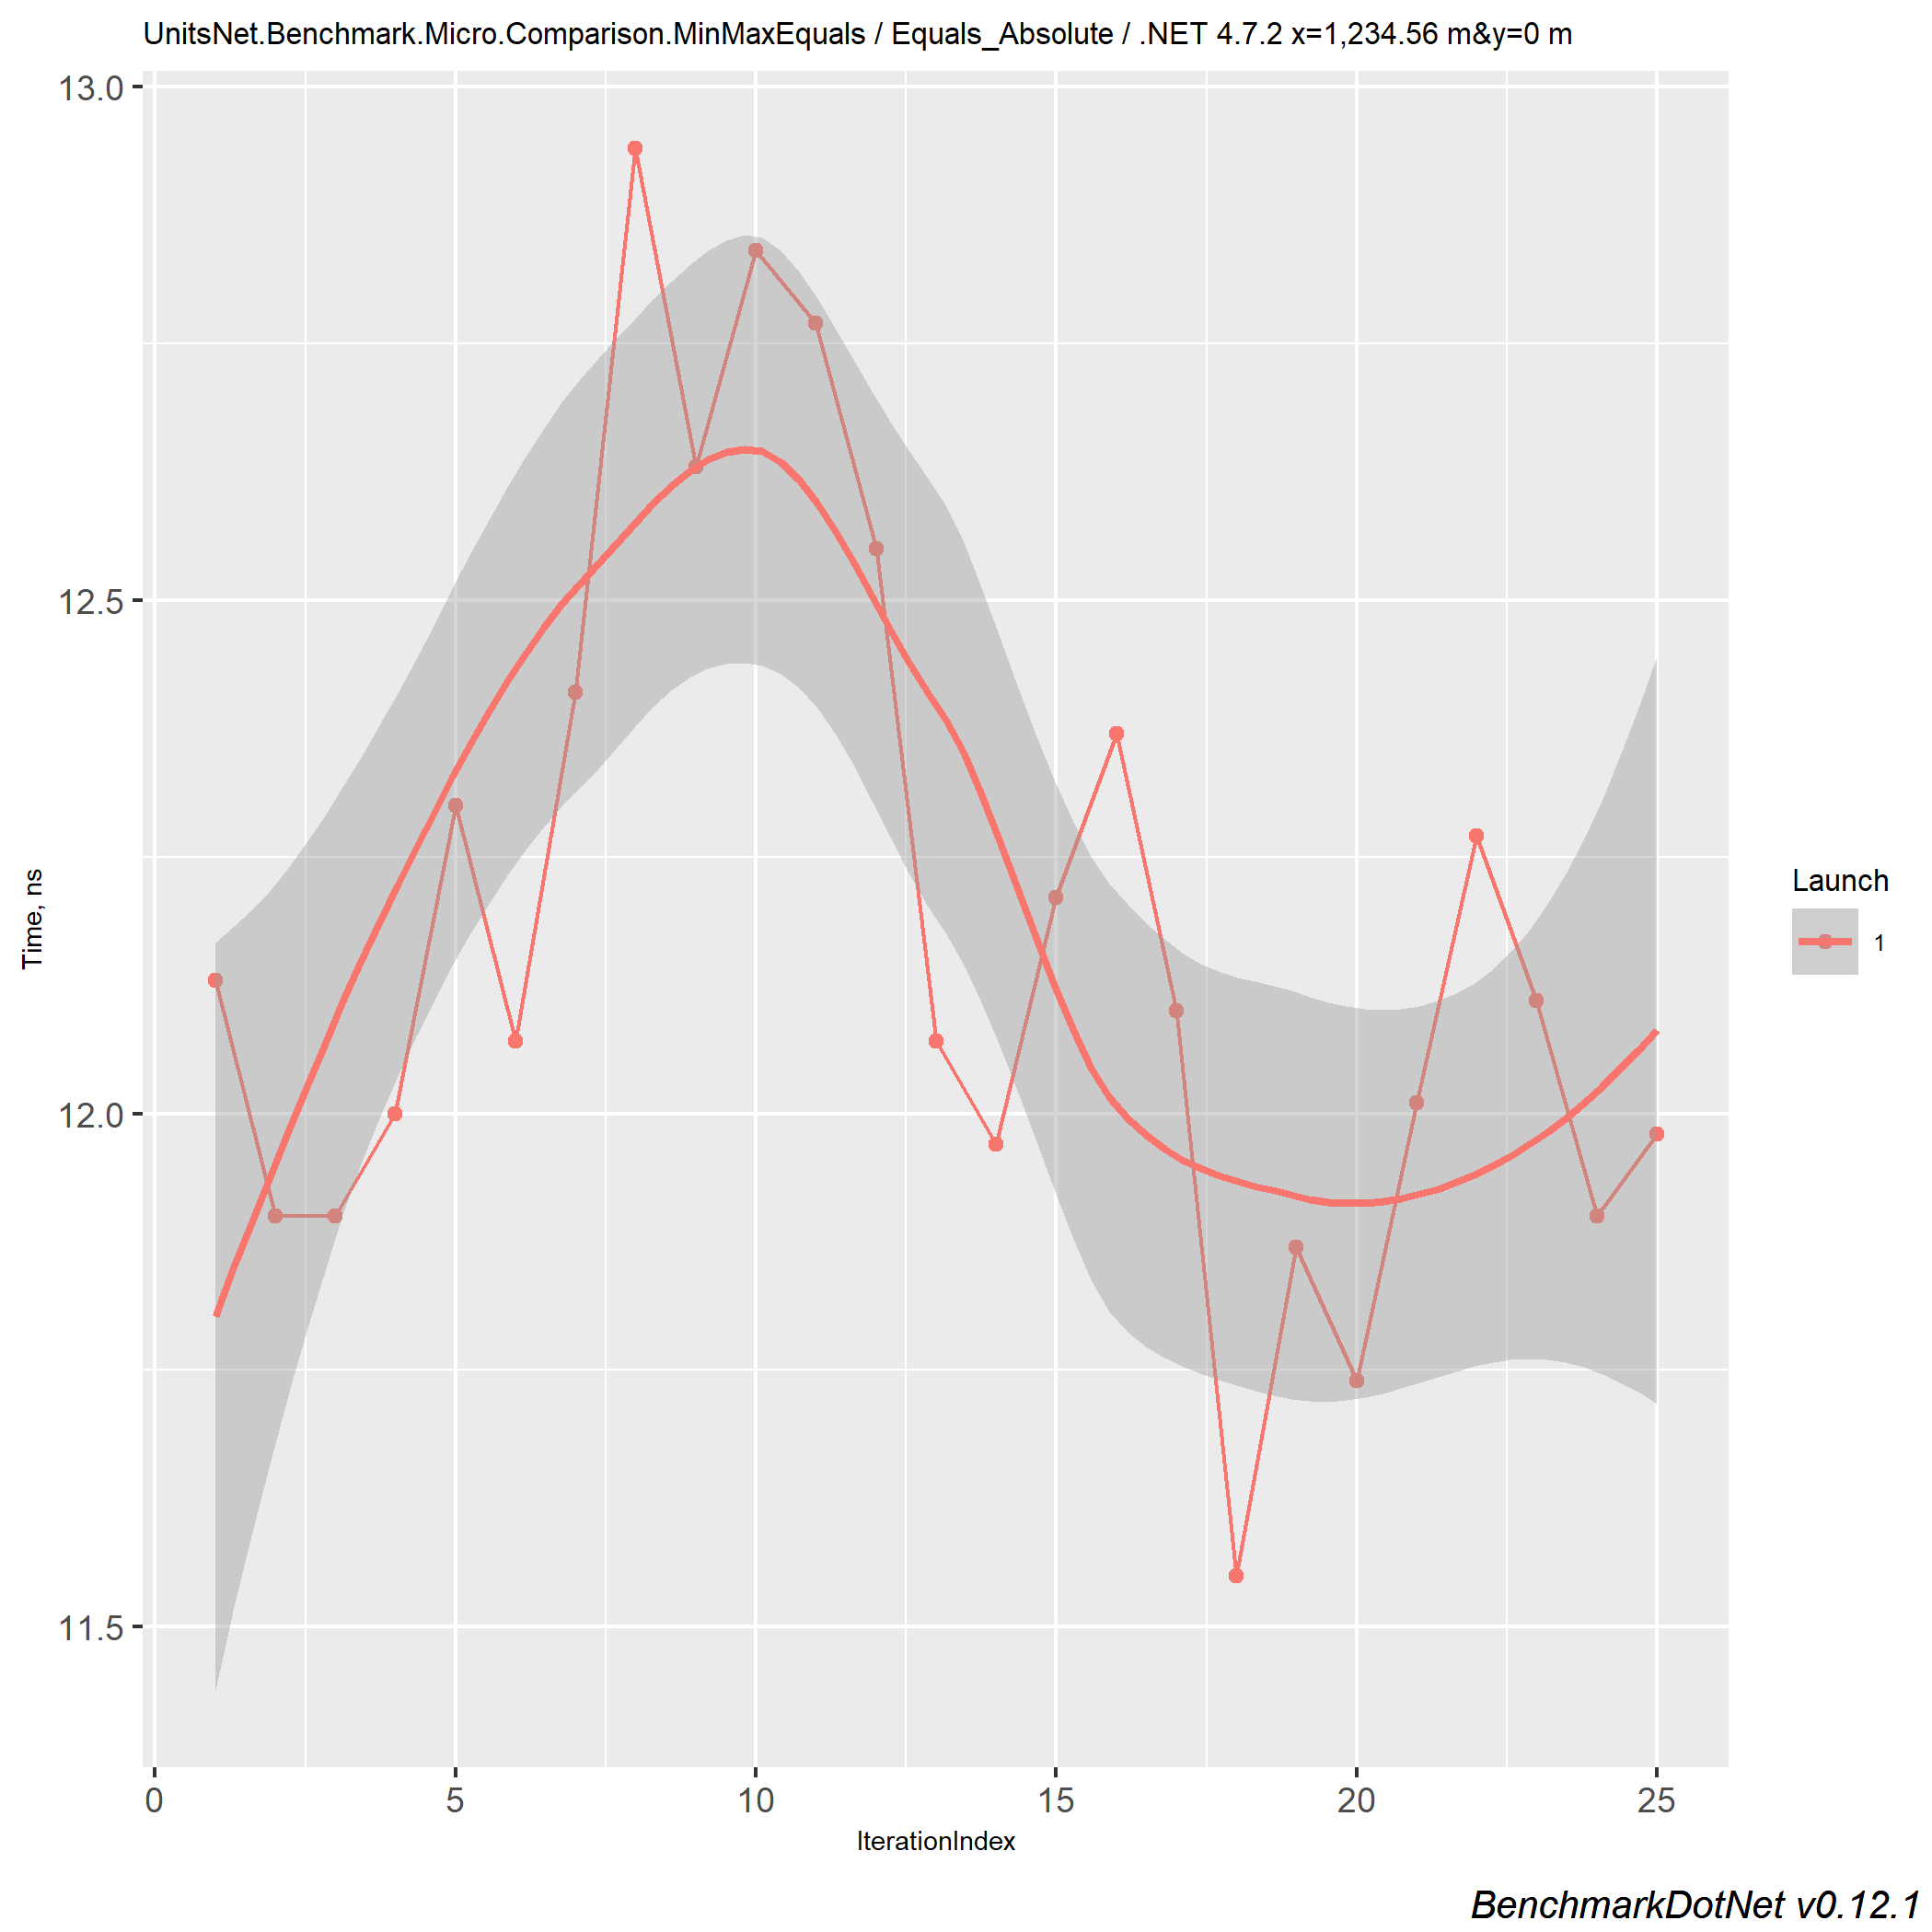 UnitsNet.Benchmark.Micro.Comparison.MinMaxEquals / Equals_Absolute / .NET 4.7.2 x=1,234.56 m&y=0 m
13.0
12.5
12.0
11.5
Time, ns
0 5 10 15 20 25
IterationIndex
Launch
1
BenchmarkDotNet v0.12.1